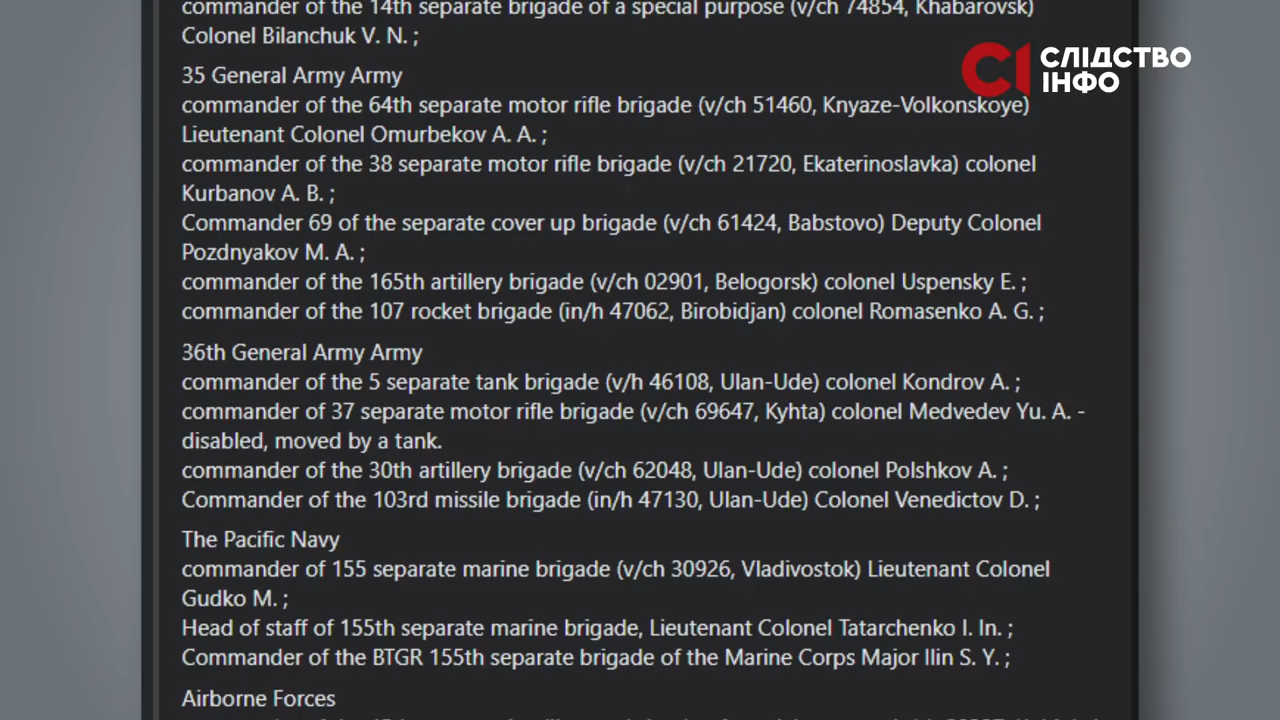 commander of the 14th separate brigade of a special purpose (v/ch 74854, Khabarovsk)
Colonel Bilanchuk V. N. ;
СІ СЛІДСТВО
ІНФО
35 General Army Army
commander of the 64th separate motor rifle brigade (v/ch 51460, Knyaze-Volkonskoye)
Lieutenant Colonel Omurbekov A. A. ;
commander of the 38 separate motor rifle brigade (v/ch 21720, Ekaterinoslavka) colonel
Kurbanov A. B. ;
Commander 69 of the separate cover up brigade (v/ch 61424, Babstovo) Deputy Colonel
Pozdnyakov M. A. ;
commander of the 165th artillery brigade (v/ch 02901, Belogorsk) colonel Uspensky E. ;
commander of the 107 rocket brigade (in/h 47062, Birobidjan) colonel Romasenko A. G. ;
36th General Army Army
commander of the 5 separate tank brigade (v/h 46108, Ulan-Ude) colonel Kondrov A. ;
commander of 37 separate motor rifle brigade (v/ch 69647, Kyhta) colonel Medvedev Yu. A. -
disabled, moved by a tank.
commander of the 30th artillery brigade (v/ch 62048, Ulan-Ude) colonel Polshkov A. ;
Commander of the 103rd missile brigade (in/h 47130, Ulan-Ude) Colonel Venedictov D. ;
The Pacific Navy
commander of 155 separate marine brigade (v/ch 30926, Vladivostok) Lieutenant Colonel
Gudko M. ;
Head of staff of 155th separate marine brigade, Lieutenant Colonel Tatarchenko I. In. ;
Commander of the BTGR 155th separate brigade of the Marine Corps Major Ilin S. Y. ;
Airborne Forces